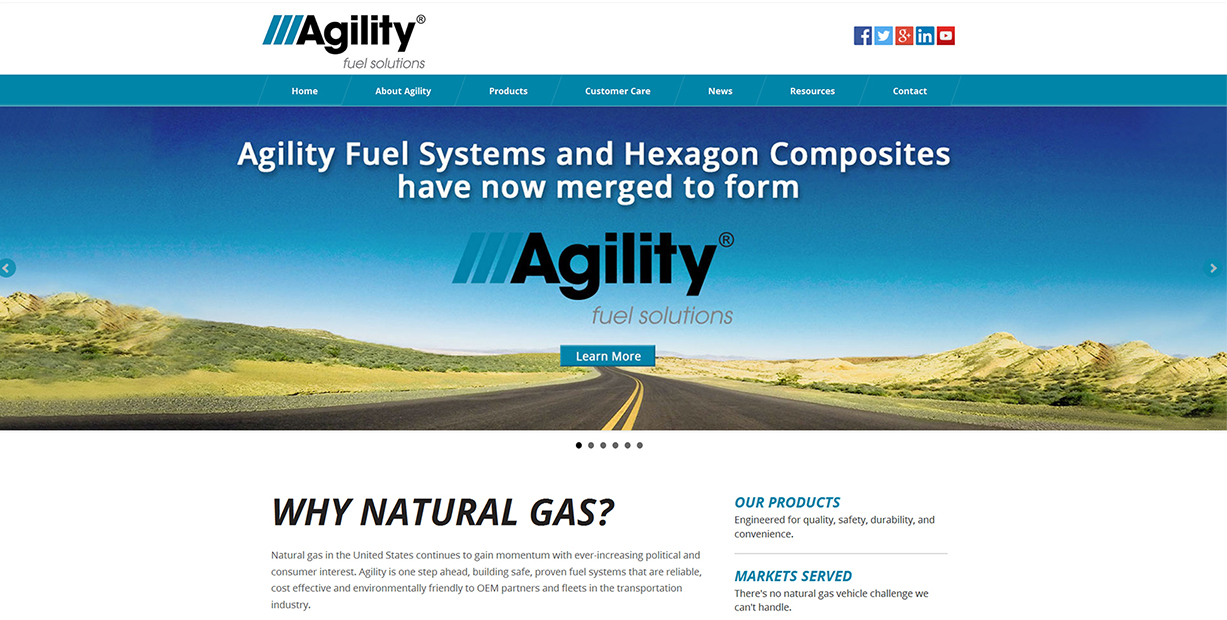 ///Agility®
fuel solutions
Home About Agility Products Customer Care News Resources Contact
Agility Fuel Systems and Hexagon Composites
have now merged to form
///Agility®
fuel solutions
Learn More
WHY NATURAL GAS?
Natural gas in the United States continues to gain momentum with ever-increasing political and
consumer interest. Agility is one step ahead, building safe, proven fuel systems that are reliable,
cost effective and environmentally friendly to OEM partners and fleets in the transportation
industry.
OUR PRODUCTS
Engineered for quality, safety, durability, and
convenience.
MARKETS SERVED
There's no natural gas vehicle challenge we
can't handle.